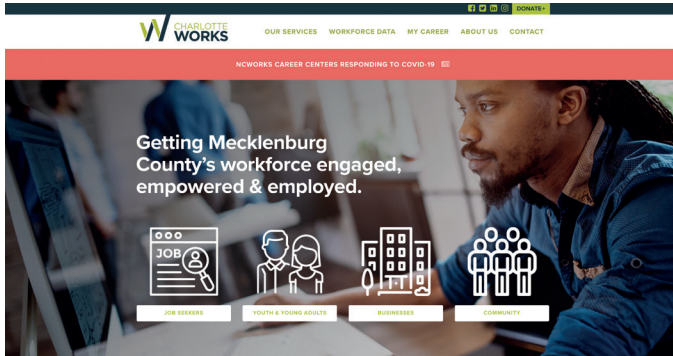 DONATE+
CHARLOTTE
WORKS
OUR SERVICES WORKFORCE DATA MY CAREER ABOUT US CONTACT
NCWORKS CAREER CENTERS RESPONDING TO COVID-19
Getting Mecklenburg
County's workforce engaged,
empowered & employed.
JOB
JOB SEEKERS YOUTH & YOUNG ADULTS BUSINESSES COMMUNITY